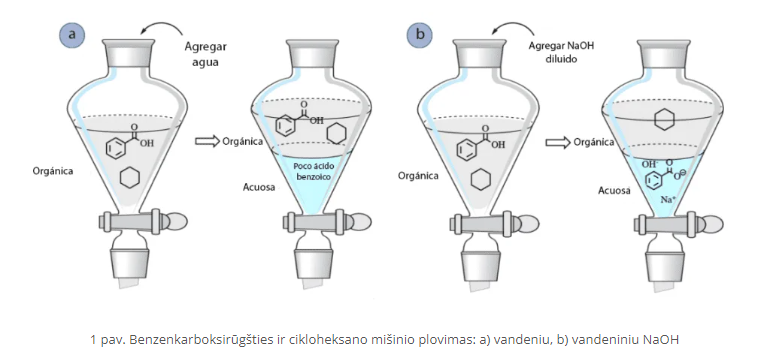 a
Agregar
agua
O
OH
Orgánica
Orgánica
O
OH
Poco ácido
benzoico
Acuosa
b
Agregar NaOH
diluido
O
OH
Orgánica
Orgánica
Acuosa
OH⁻
O
O⊖
Na⁺
1 pav. Benzenkarboksirūgšties ir cikloheksano mišinio plovimas: a) vandeniu, b) vandeniniu NaOH